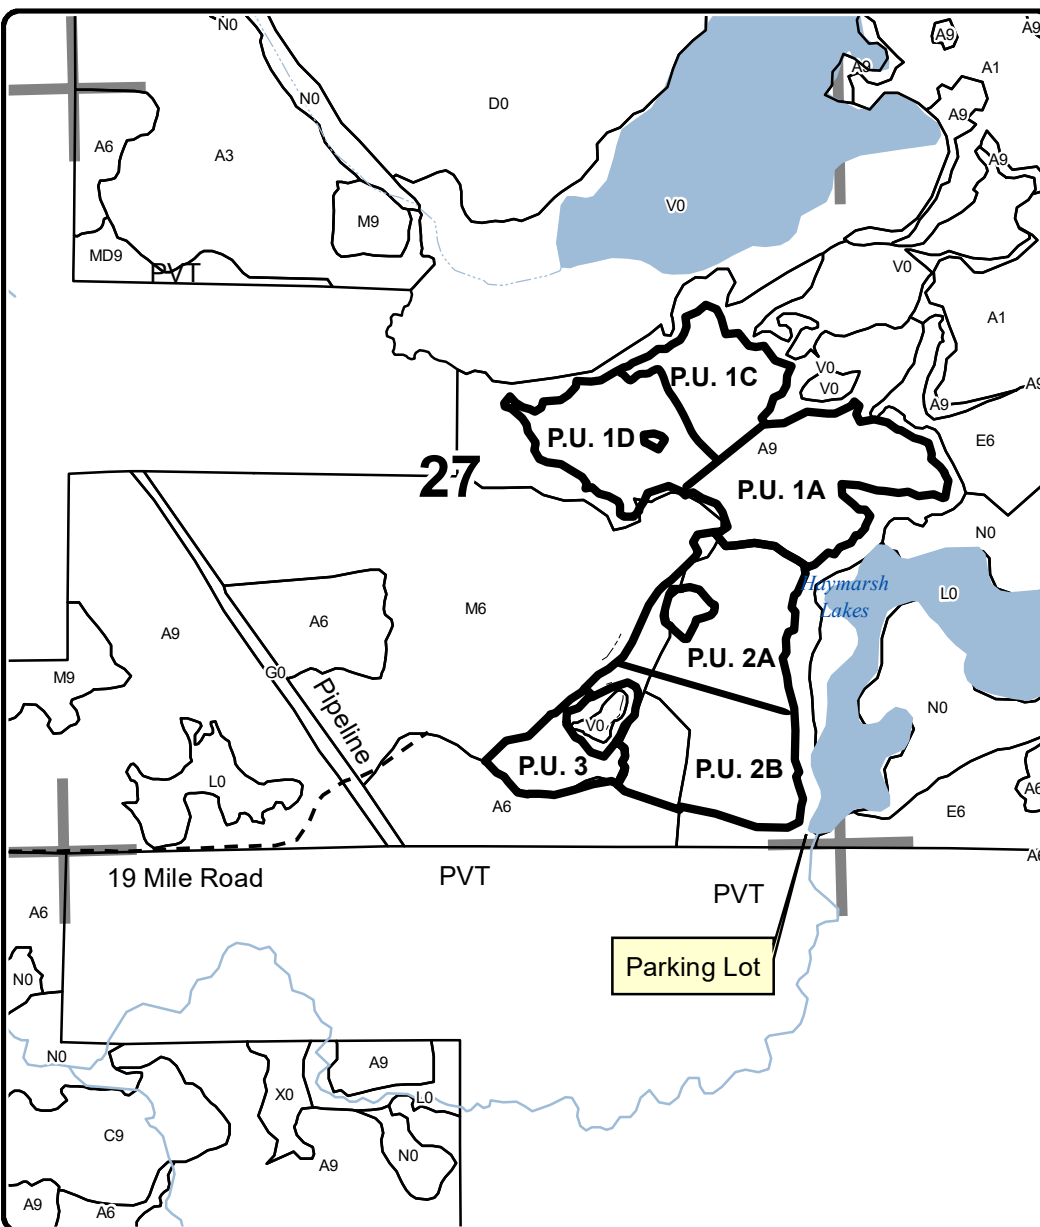 N0
A9
A9
A9
A1
N0
D0
A9
A6
A3
A9
V0
M9
MD9
PVT
V0
A1
V0
V0
P.U. 1C
A9
A9
P.U. 1D
A9
E6
27
P.U. 1A
N0
Haymarsh
Lakes
L0
M6
A6
A9
P.U. 2A
M9
G0
Pipeline
N0
V0
P.U. 3
P.U. 2B
L0
A6
A6
E6
A6
19 Mile Road
PVT
PVT
A6
Parking Lot
N0
N0
A9
X0
L0
C9
N0
A9
A9
A6